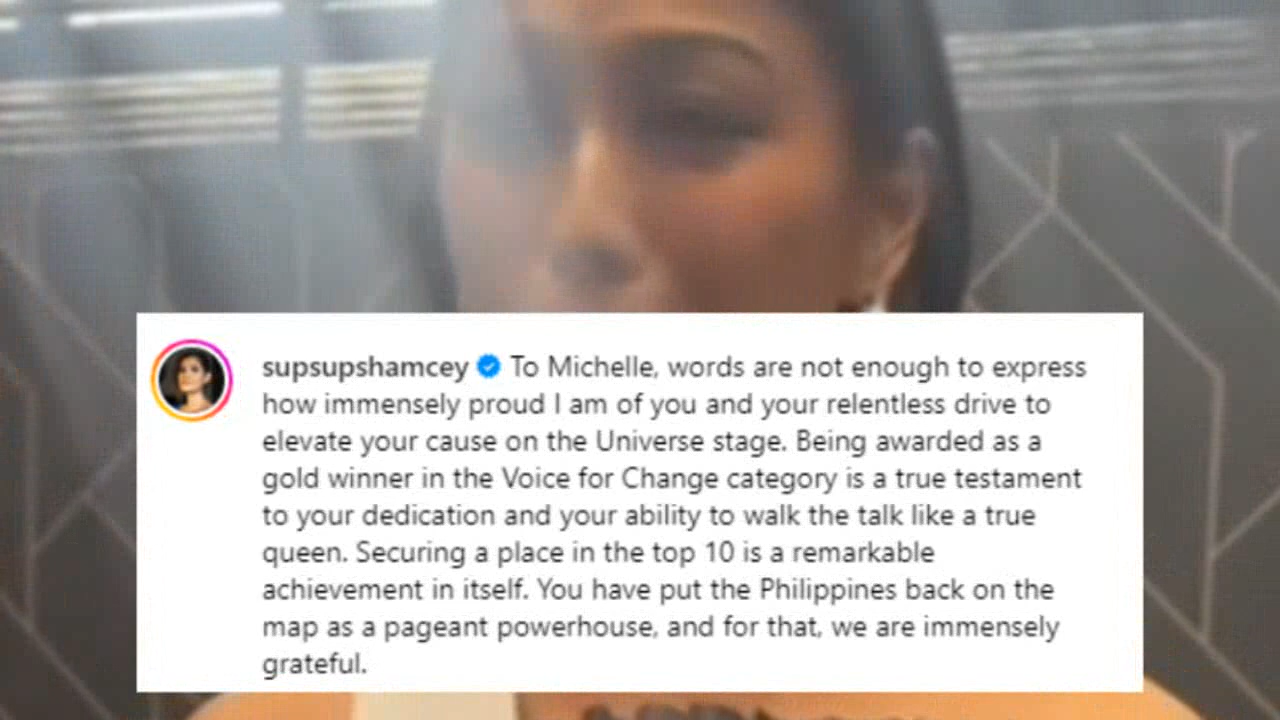 supsupshamcey To Michelle, words are not enough to express
how immensely proud I am of you and your relentless drive to
elevate your cause on the Universe stage. Being awarded as a
gold winner in the Voice for Change category is a true testament
to your dedication and your ability to walk the talk like a true
queen. Securing a place in the top 10 is a remarkable
achievement in itself. You have put the Philippines back on the
map as a pageant powerhouse, and for that, we are immensely
grateful.